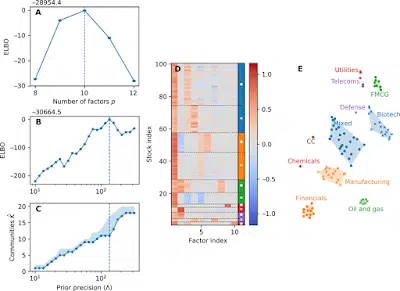 −28954.4
A
0
−10
−20
−30
ELBO
8
10
12
Number of factors p
−30664.5
B
0
−100
−200
ELBO
10¹
10²
C
20
15
10
5
0
Communities K̂
10¹
10²
Prior precision (Λ)
D
100
80
60
40
20
Stock index
5
10
Factor index
1.0
0.5
0.0
−0.5
−1.0
E
Utilities
Telecoms
FMCG
Defense
Biotech
Mixed
CC
Chemicals
Manufacturing
Financials
Oil and gas